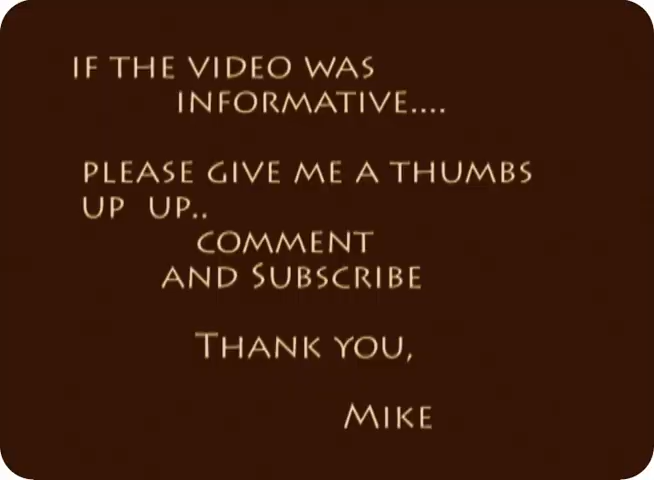 IF THE VIDEO WAS
INFORMATIVE....
PLEASE GIVE ME A THUMBS
UP UP..
COMMENT
AND SUBSCRIBE
THANK YOU,
MIKE